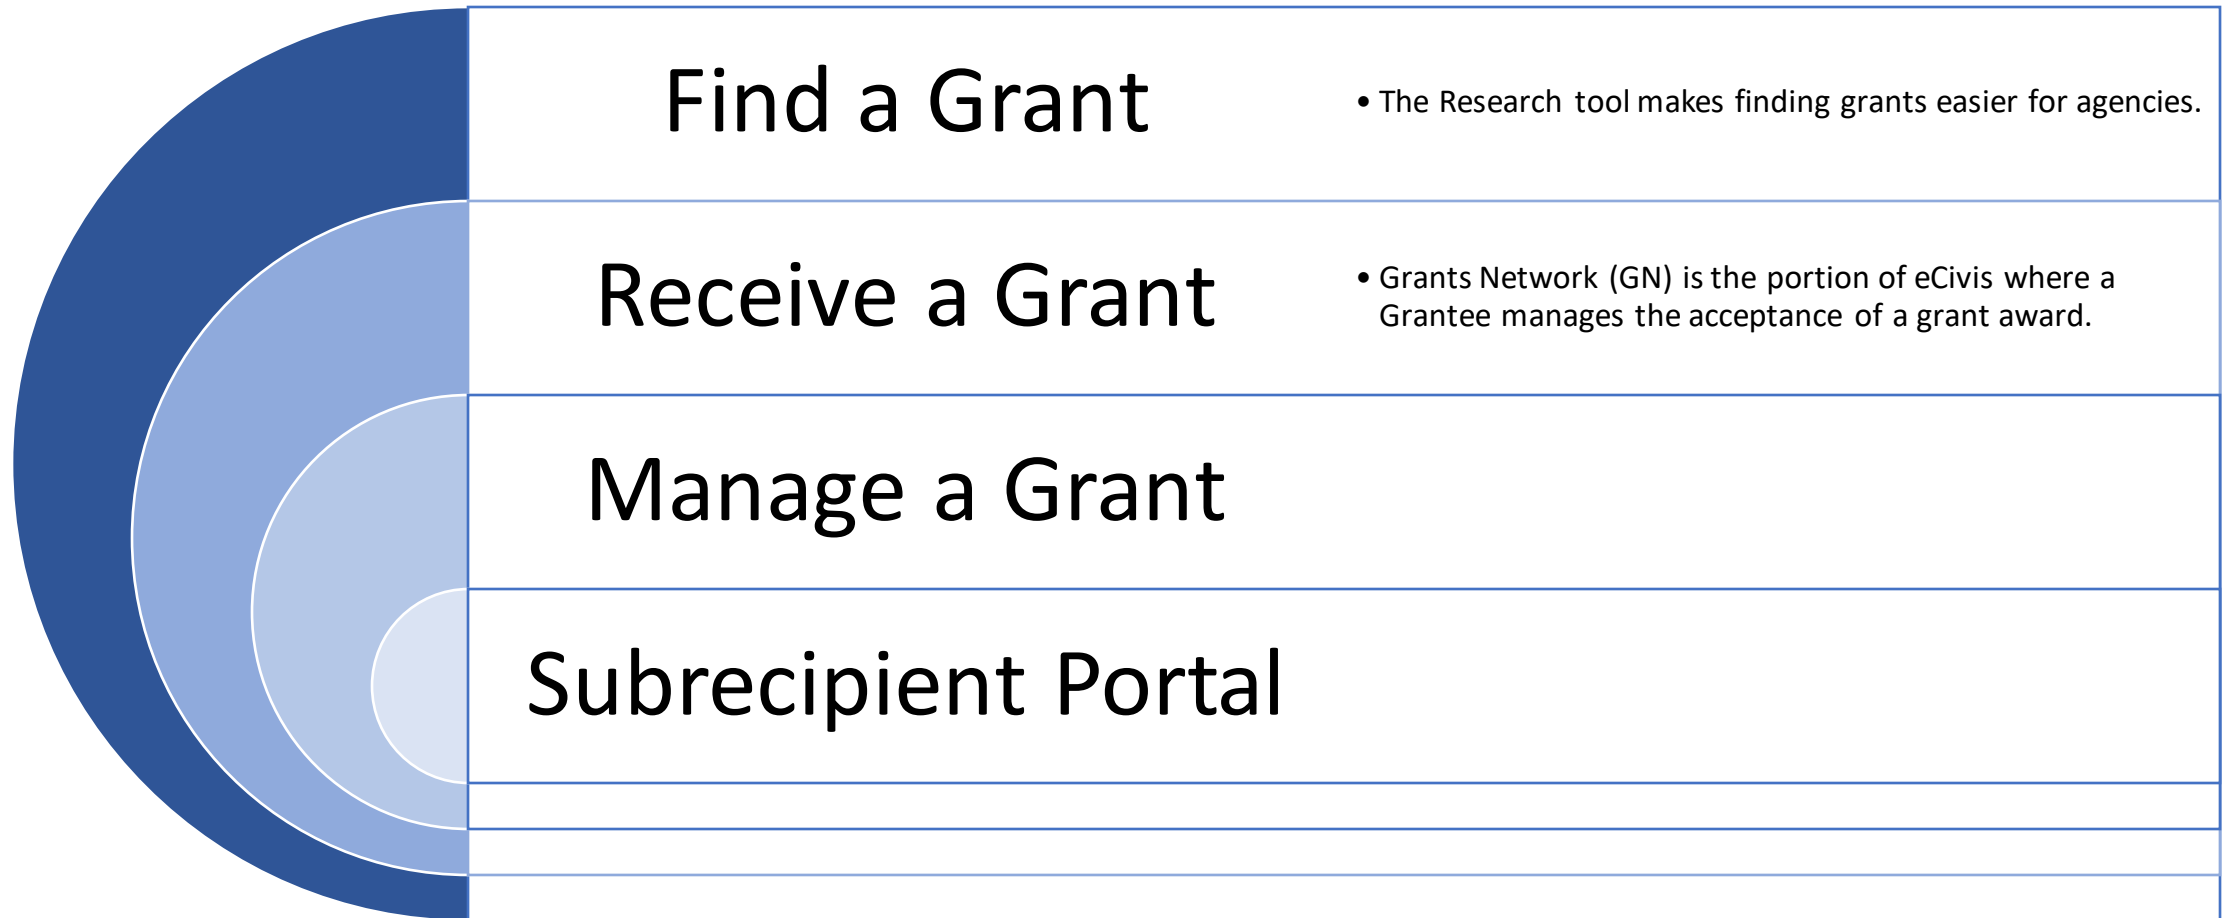 Find a Grant
• The Research tool makes finding grants easier for agencies.
Receive a Grant
• Grants Network (GN) is the portion of eCivis where a
Grantee manages the acceptance of a grant award.
Manage a Grant
Subrecipient Portal